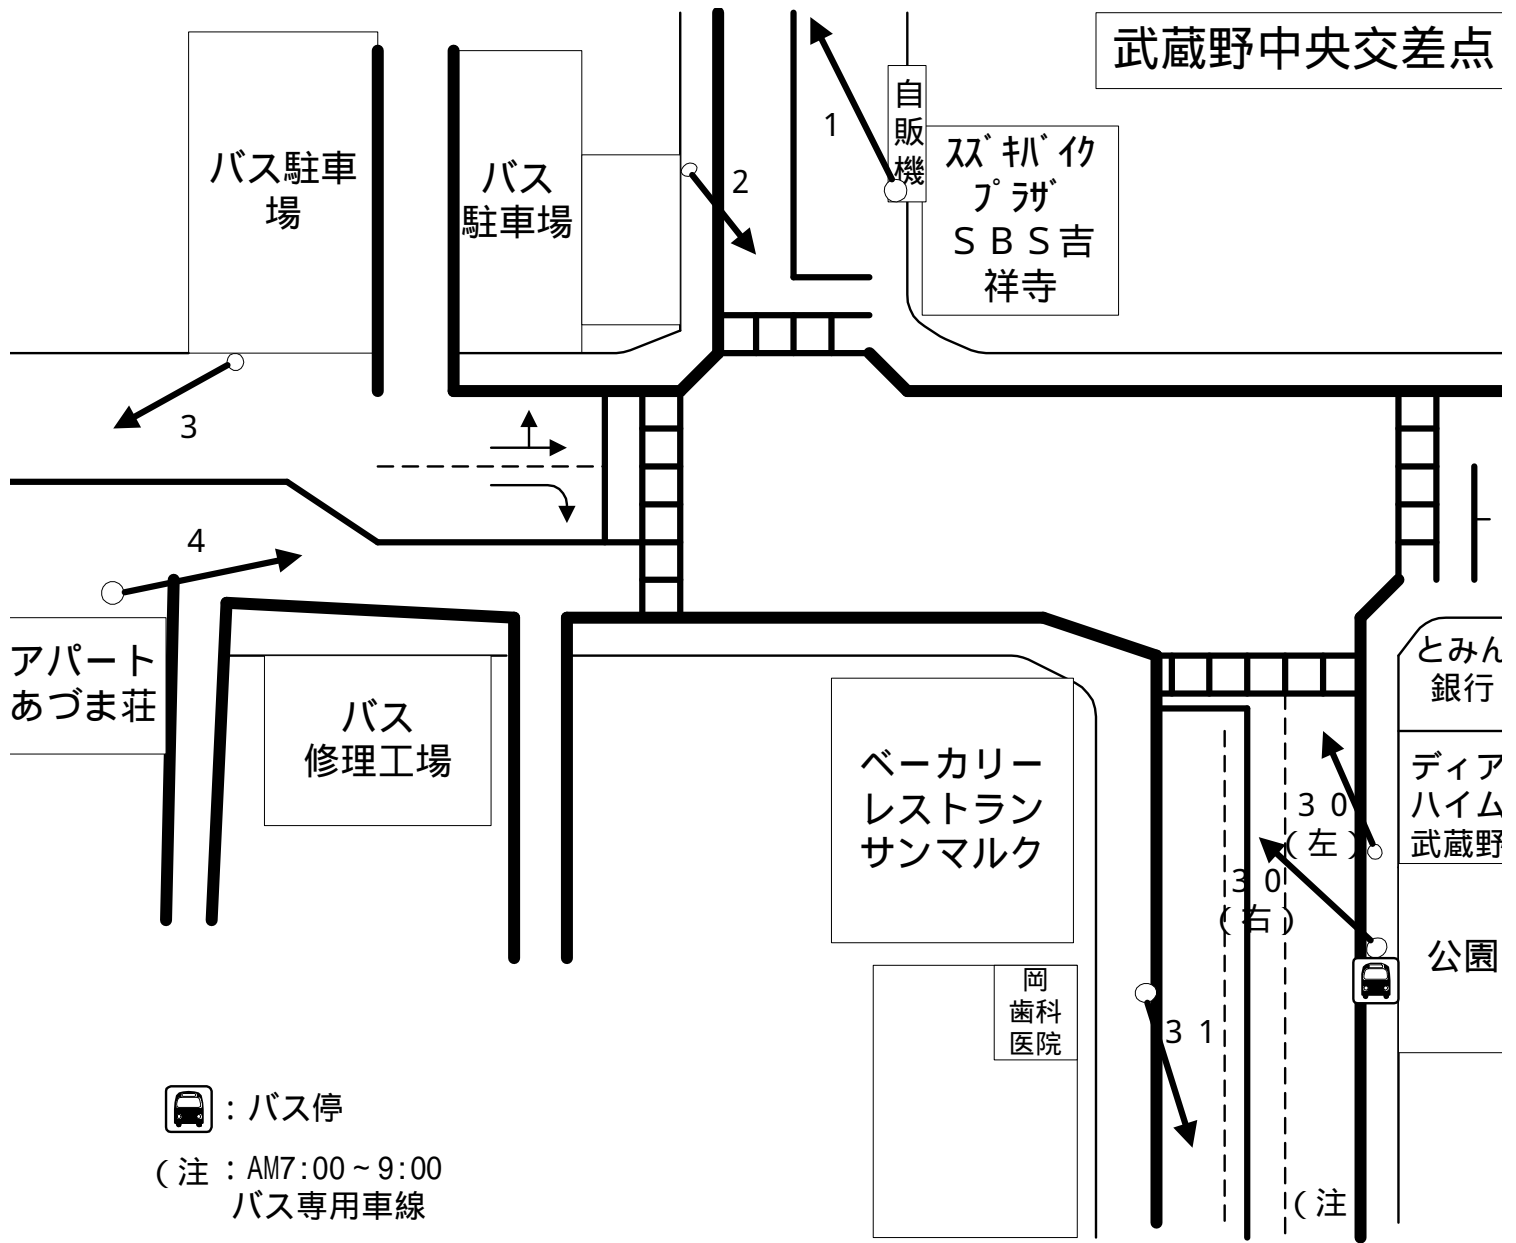 武蔵野中央交差点
自
販
機
1
ｽｽﾞｷﾊﾞｲｸ
ﾌﾟﾗｻﾞ
ＳＢＳ吉
祥寺
バス駐車
場
バス
駐車場
2
3
4
アパート
あづま荘
バス
修理工場
ベーカリー
レストラン
サンマルク
とみん
銀行
ディア
ハイム
武蔵野
３０
（左）
３０
（右）
公園
岡
歯科
医院
３１
：バス停
（注：AM7:00～9:00
バス専用車線
（注